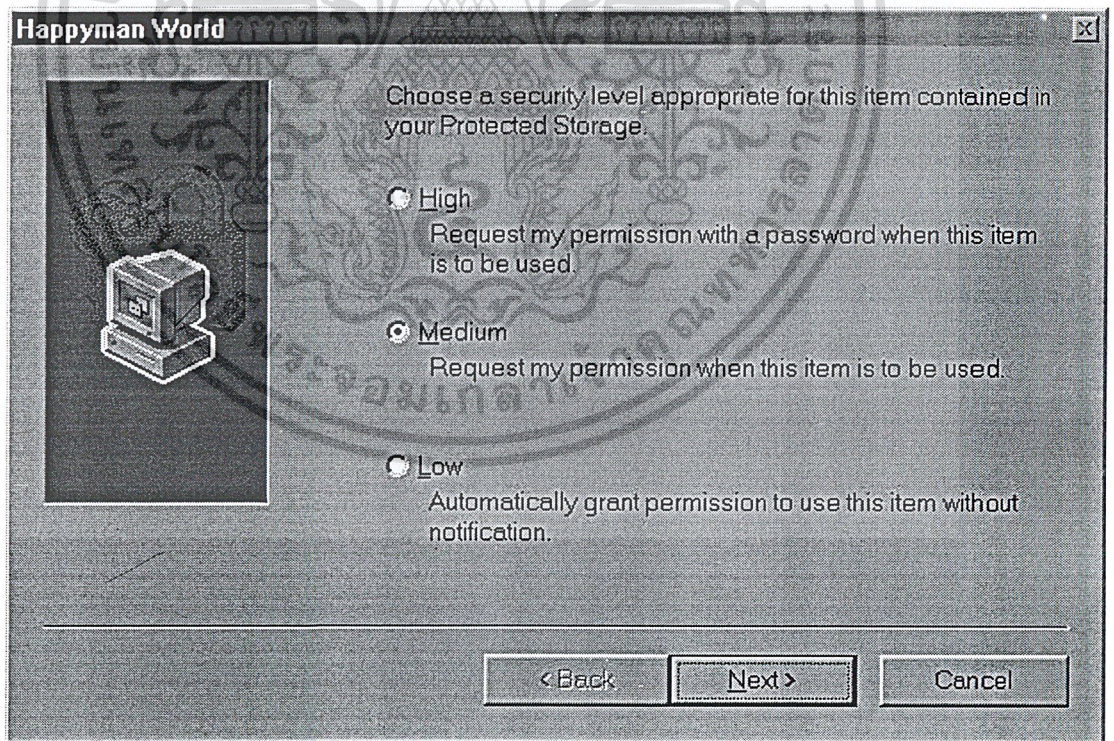 Happyman World
Choose a security level appropriate for this item contained in
your Protected Storage.
High
Request my permission with a password when this item
is to be used.
Medium
Request my permission when this item is to be used.
Low
Automatically grant permission to use this item without
notification.
< Back
Next >
Cancel